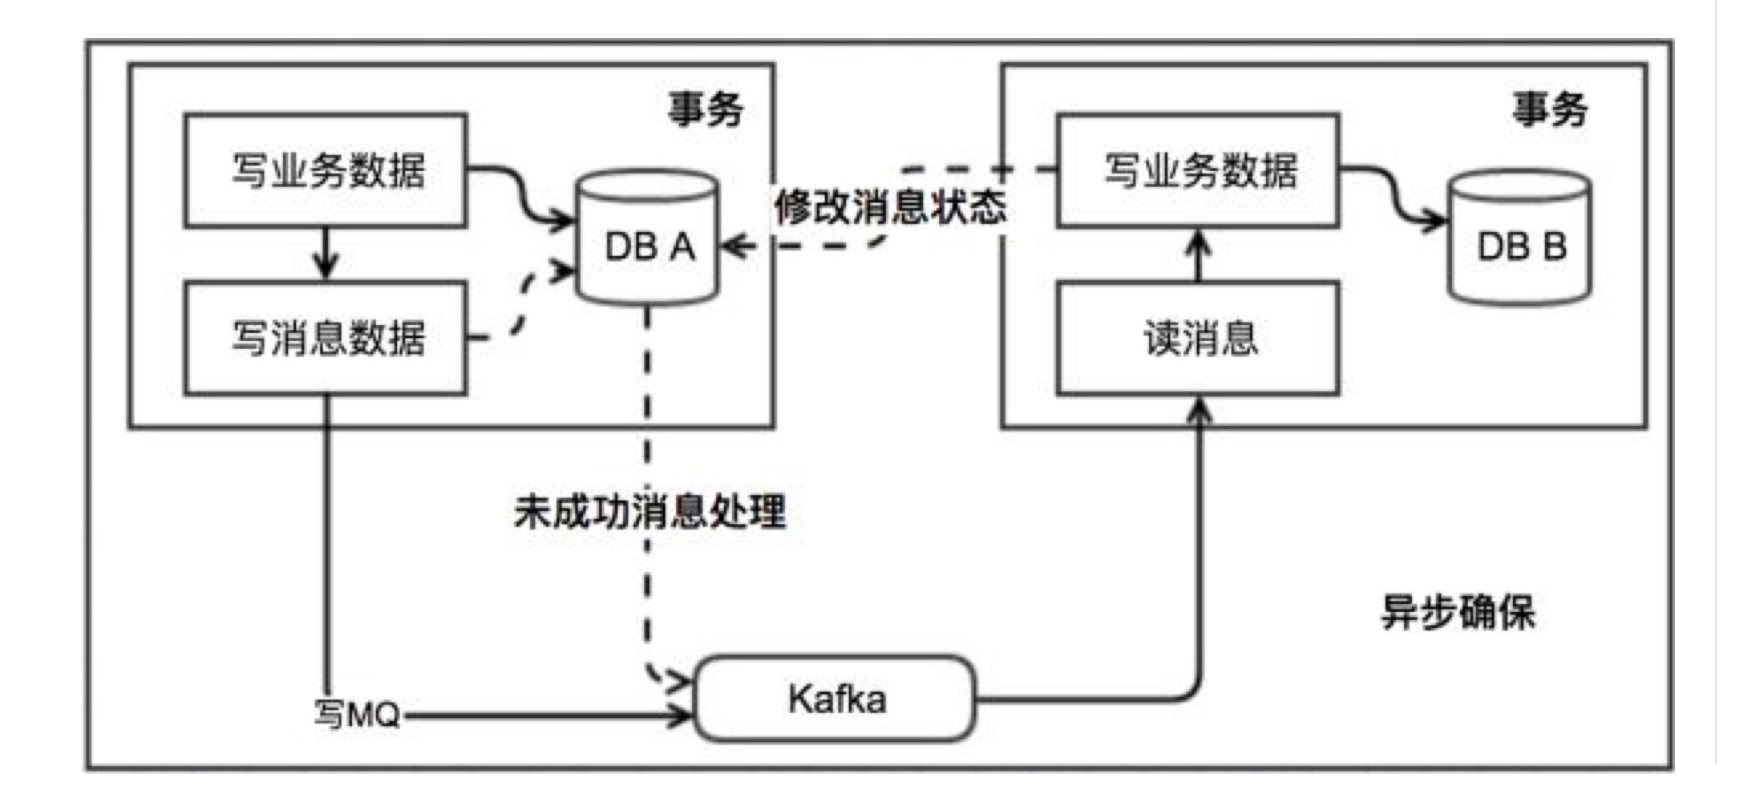 事务
事务
写业务数据
写业务数据
修改消息状态
DB A
DB B
写消息数据
读消息
未成功消息处理
异步确保
Kafka
写MQ